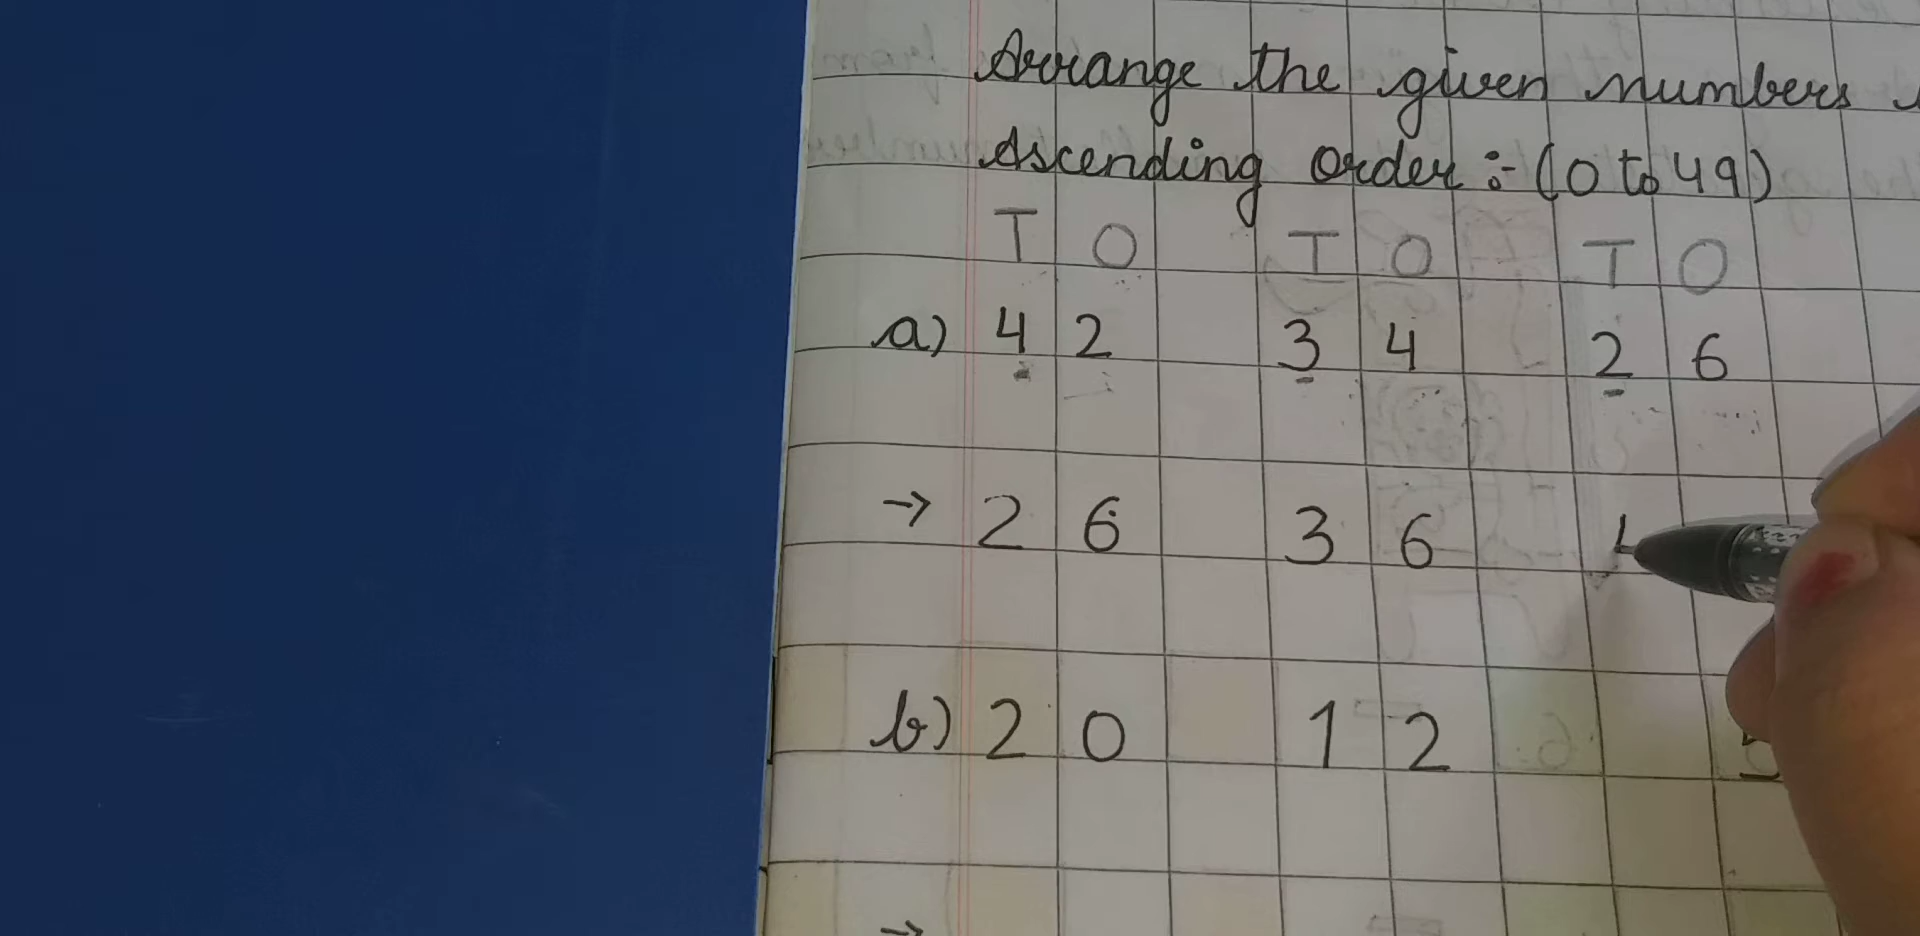 Arrange the given numbers
Ascending order :- (0 to 49)
T O T O T O
a) 4 2 3 4 2 6
→ 2 6 3 6
b) 2 0 1 2
→